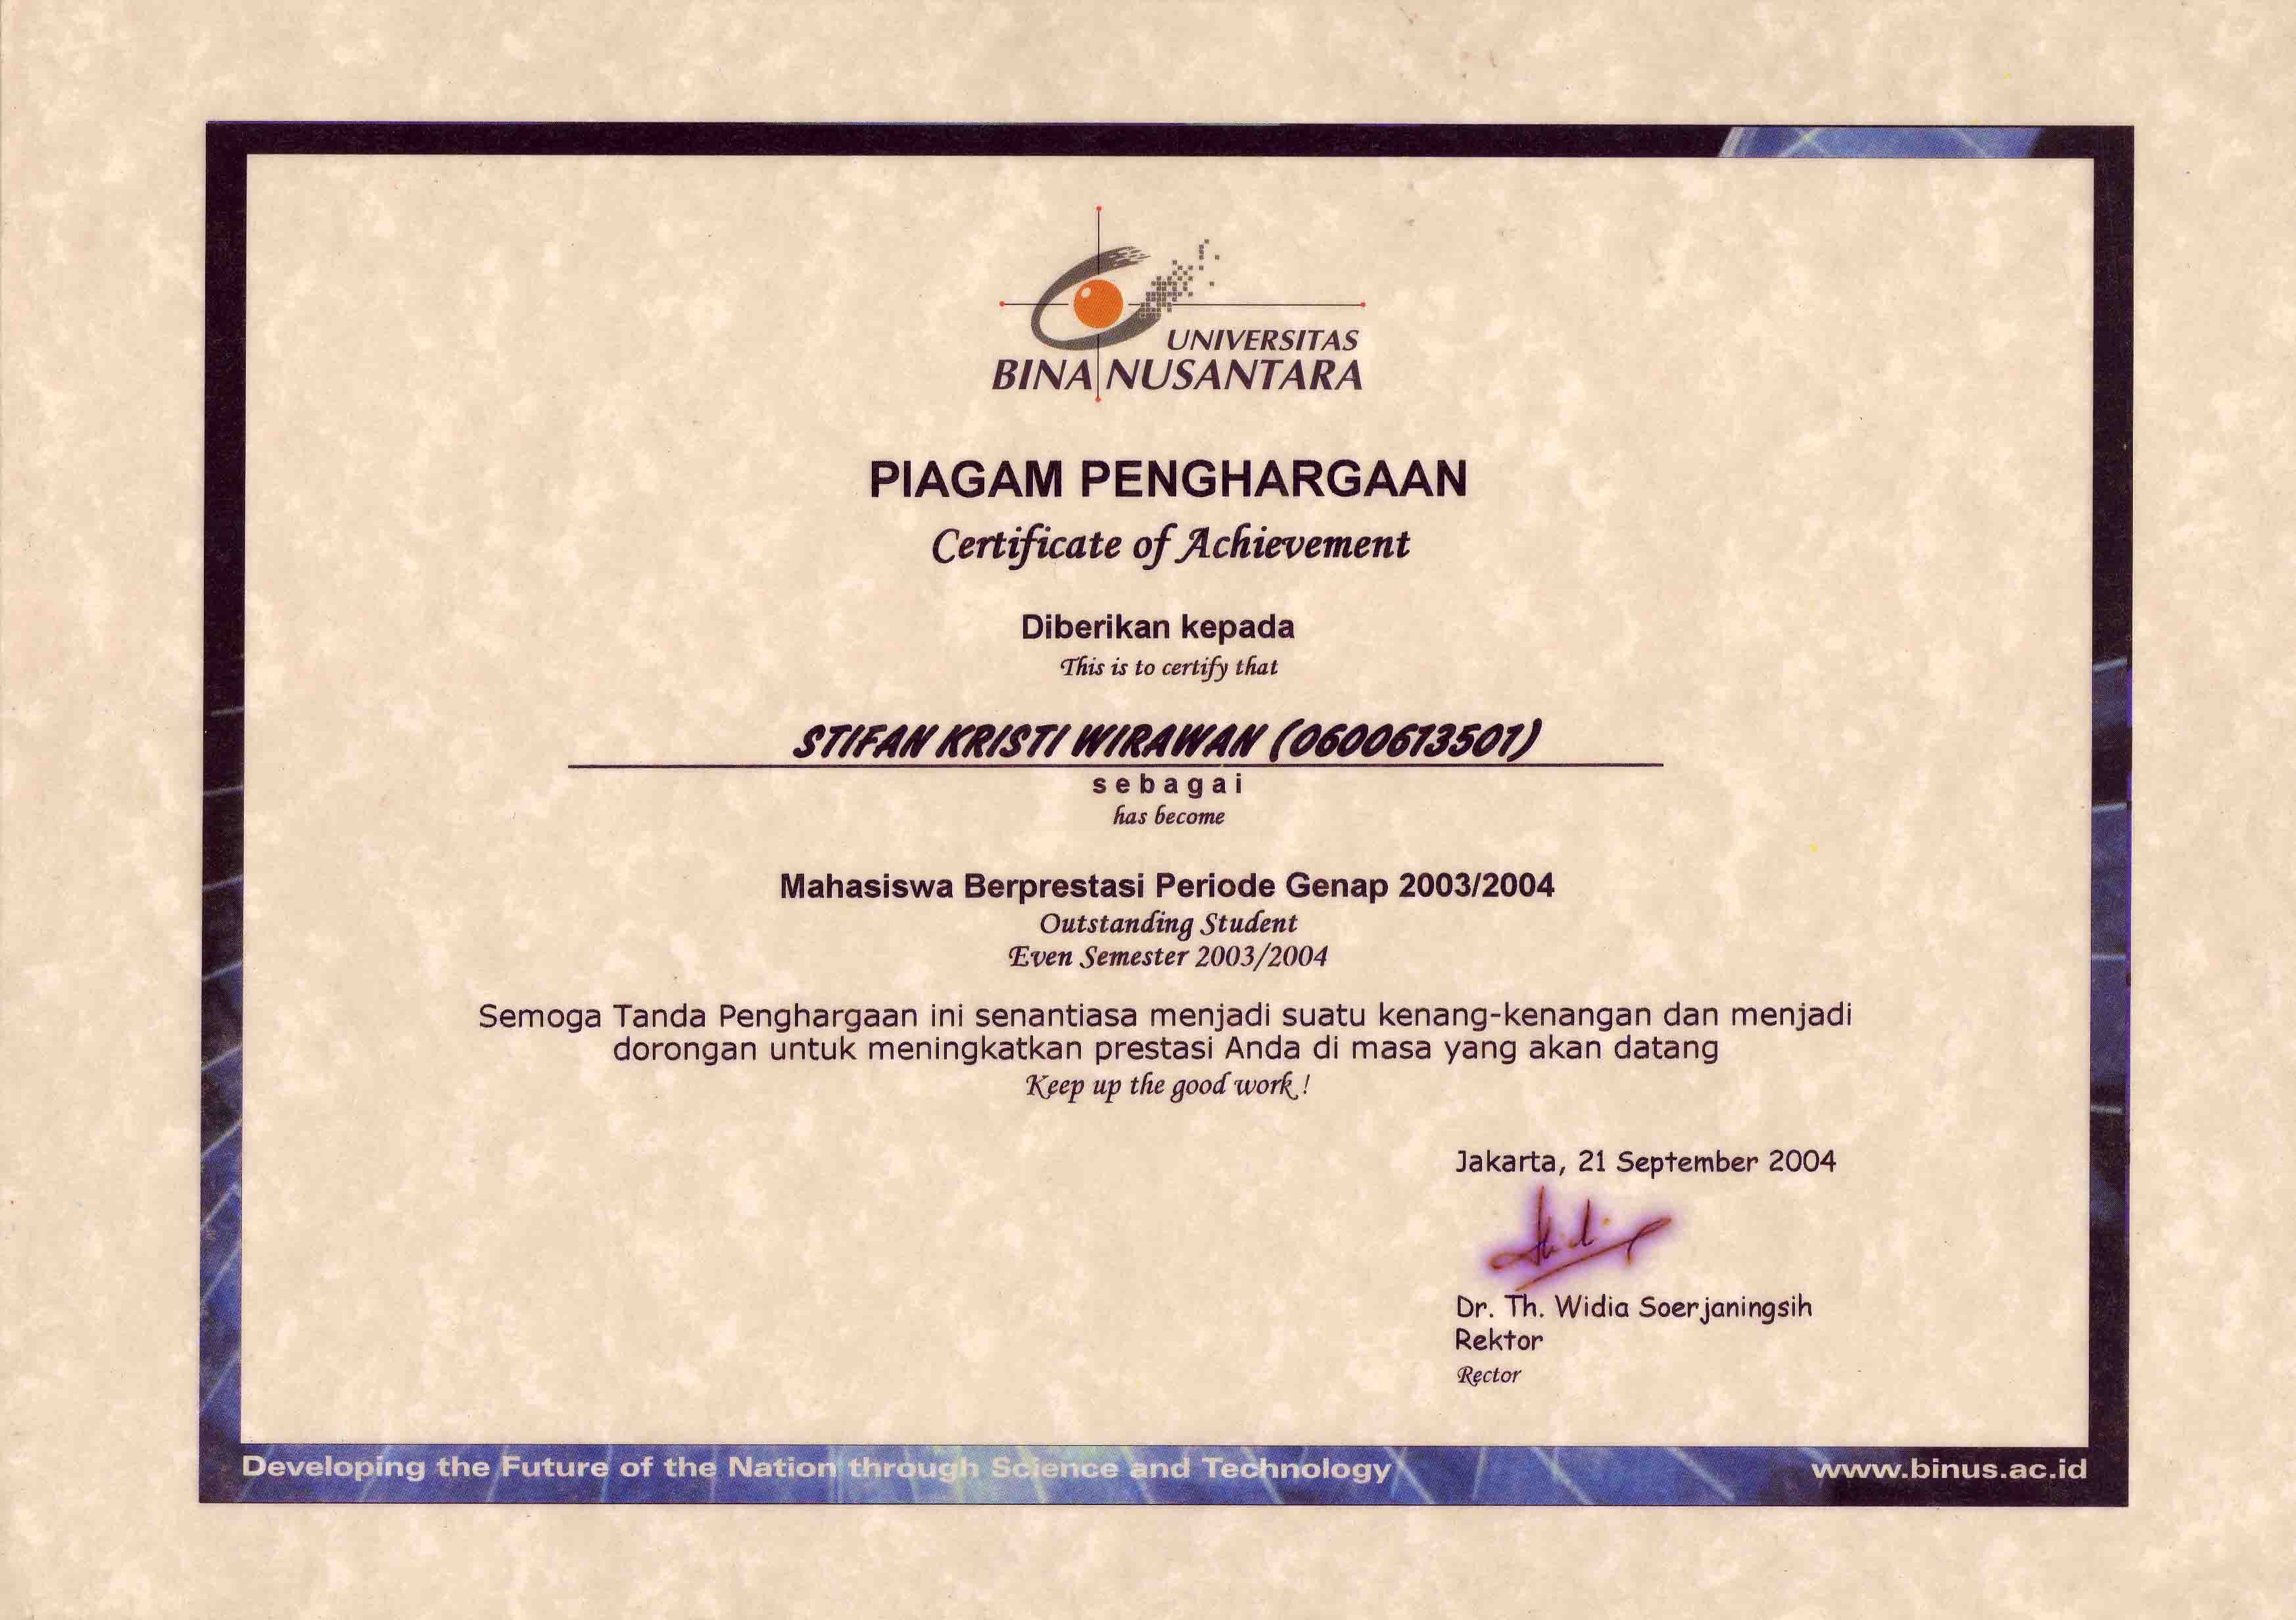 UNIVERSITAS
BINA NUSANTARA
PIAGAM PENGHARGAAN
Certificate of Achievement
Diberikan kepada
This is to certify that
STIFAN KRISTI WIRAWAN (0600613501)
sebagai
has become
Mahasiswa Berprestasi Periode Genap 2003/2004
Outstanding Student
Even Semester 2003/2004
Semoga Tanda Penghargaan ini senantiasa menjadi suatu kenang-kenangan dan menjadi
dorongan untuk meningkatkan prestasi Anda di masa yang akan datang
Keep up the good work !
Jakarta, 21 September 2004
Dr. Th. Widia Soerjaningsih
Rektor
Rector
Developing the Future of the Nation through Science and Technology
www.binus.ac.id